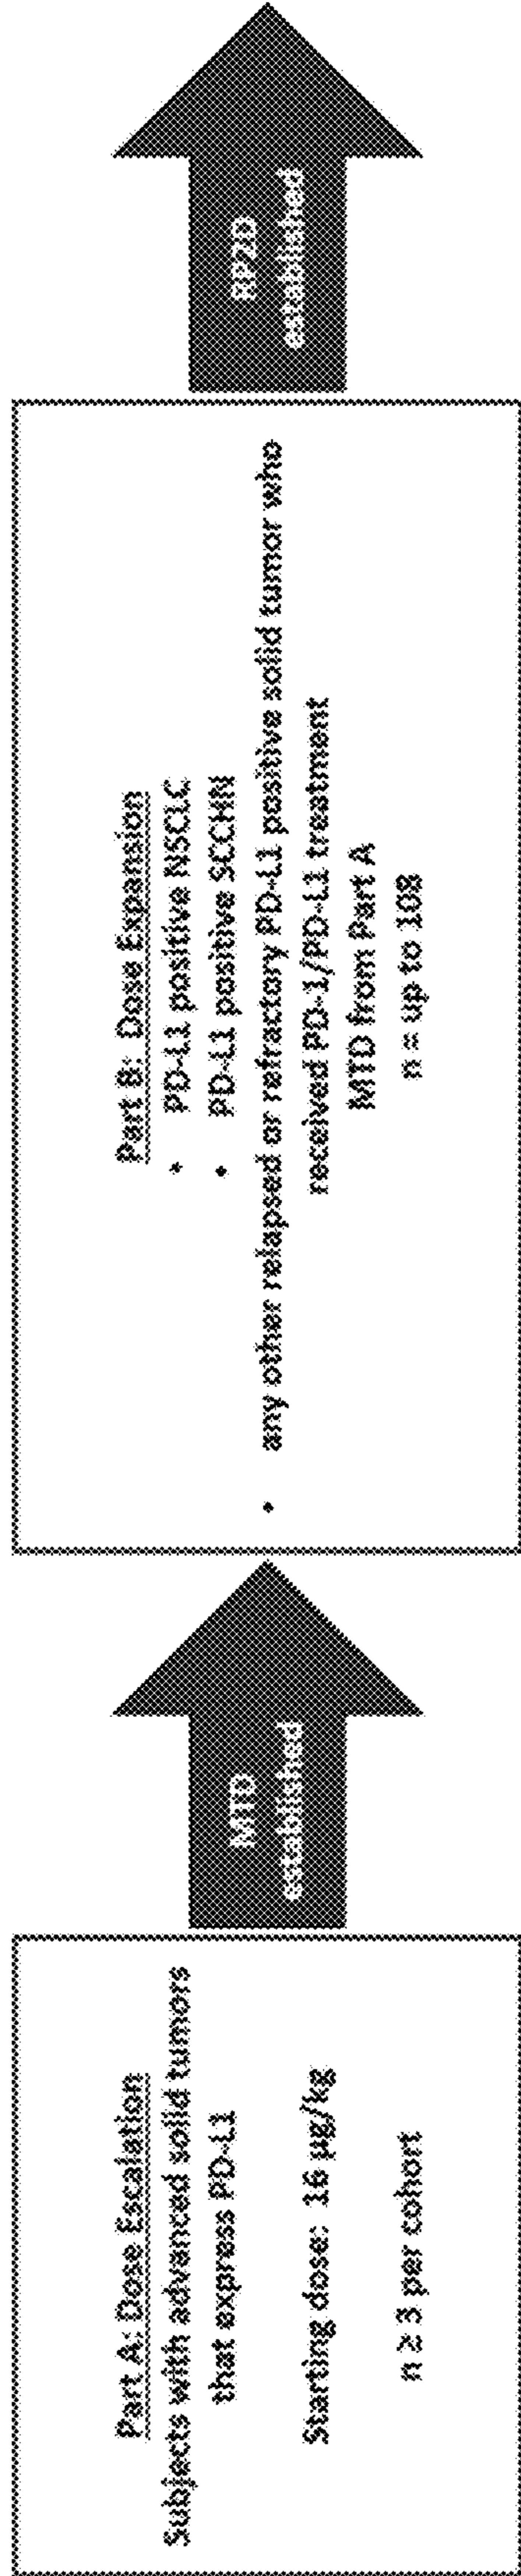 Part A: Dose Escalation
Subjects with advanced solid tumors
that express PD-L1
Starting dose: 16 µg/kg
n ≥ 3 per cohort
MTD
established
Part B: Dose Expansion
• PD-L1 positive NSCLC
• PD-L1 positive SCCHN
• any other relapsed or refractory PD-L1 positive solid tumor who
received PD-1/PD-L1 treatment
MTD from Part A
n = up to 108
RP2D
established